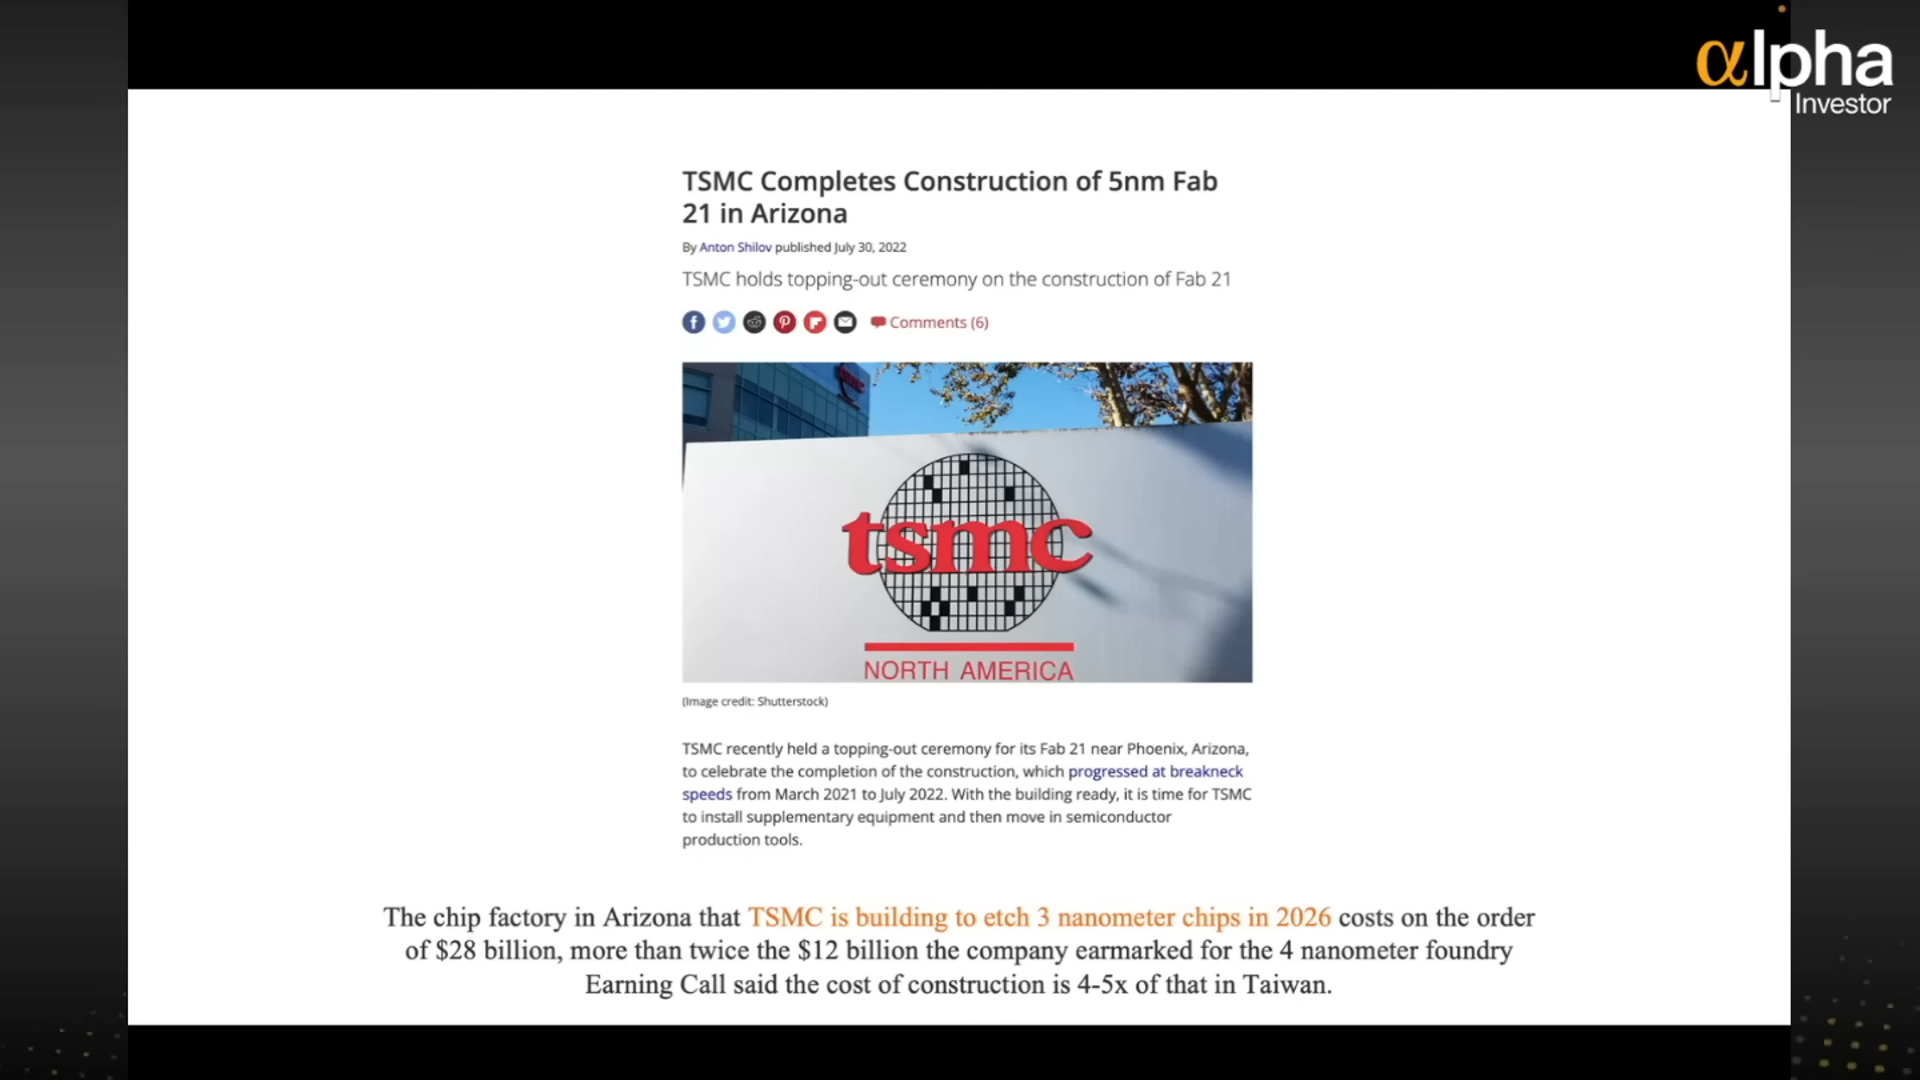 αlpha
Investor
TSMC Completes Construction of 5nm Fab
21 in Arizona
By Anton Shilov published July 30, 2022
TSMC holds topping-out ceremony on the construction of Fab 21
Comments (6)
tsmc
tsmc
NORTH AMERICA
(Image credit: Shutterstock)
TSMC recently held a topping-out ceremony for its Fab 21 near Phoenix, Arizona,
to celebrate the completion of the construction, which progressed at breakneck
speeds from March 2021 to July 2022. With the building ready, it is time for TSMC
to install supplementary equipment and then move in semiconductor
production tools.
The chip factory in Arizona that TSMC is building to etch 3 nanometer chips in 2026 costs on the order
of $28 billion, more than twice the $12 billion the company earmarked for the 4 nanometer foundry
Earning Call said the cost of construction is 4-5x of that in Taiwan.